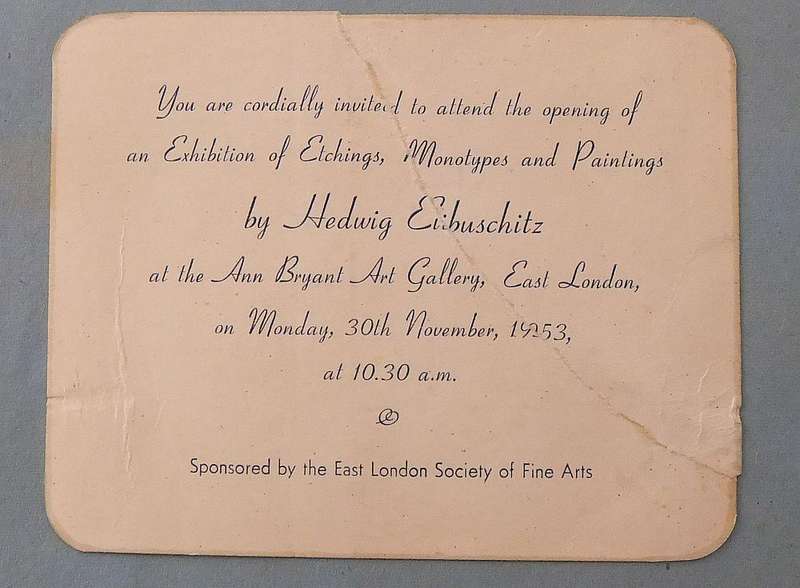 You are cordially invited to attend the opening of
an Exhibition of Etchings, Monotypes and Paintings
by Hedwig Eibuschitz
at the Ann Bryant Art Gallery, East London,
on Monday, 30th November, 1953,
at 10.30 a.m.
Sponsored by the East London Society of Fine Arts